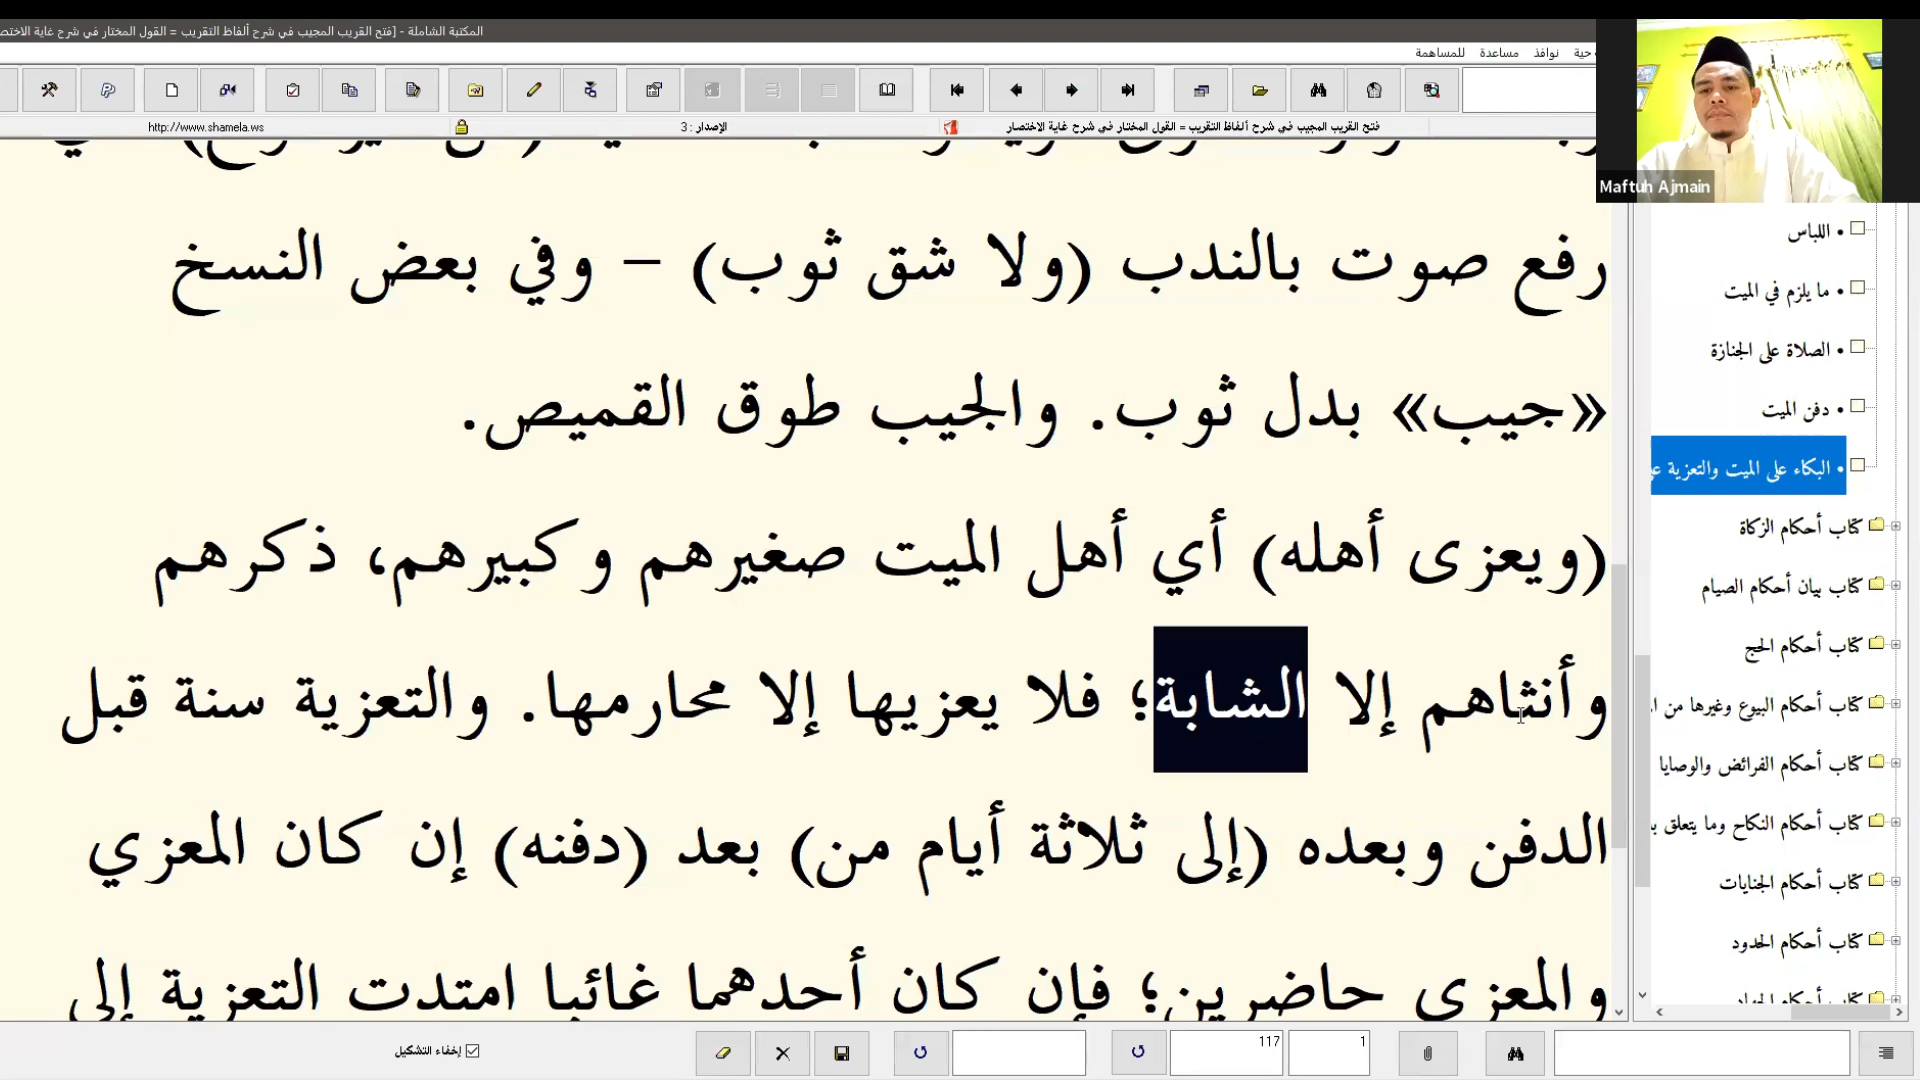 المكتبة الشاملة - [فتح القريب المجيب في شرح ألفاظ التقريب = القول المختار في شرح غاية الاختص
حية نوافذ مساعدة للمساهمة
فتح القريب المجيب في شرح ألفاظ التقريب = القول المختار في شرح غاية الاختصار
الإصدار : 3
http://www.shamela.ws
Maftuh Ajmain
رفع صوت بالندب (ولا شق ثوب) – وفي بعض النسخ
«جيب» بدل ثوب. والجيب طوق القميص.
(ويعزى أهله) أي أهل الميت صغيرهم وكبيرهم، ذكرهم
وأنثاهم إلا الشابة؛ فلا يعزيها إلا محارمها. والتعزية سنة قبل
الدفن وبعده (إلى ثلاثة أيام من) بعد (دفنه) إن كان المعزي
والمعزى حاضرين؛ فإن كان أحدهما غائبا امتدت التعزية إلى
• اللباس
• ما يلزم في الميت
• الصلاة على الجنازة
• دفن الميت
• البكاء على الميت والتعزية ع
كتاب أحكام الزكاة
كتاب بيان أحكام الصيام
كتاب أحكام الحج
كتاب أحكام البيوع وغيرها من
كتاب أحكام الفرائض والوصايا
كتاب أحكام النكاح وما يتعلق ب
كتاب أحكام الجنايات
كتاب أحكام الحدود
كتاب أحكام الجهاد
1
117
إخفاء التشكيل